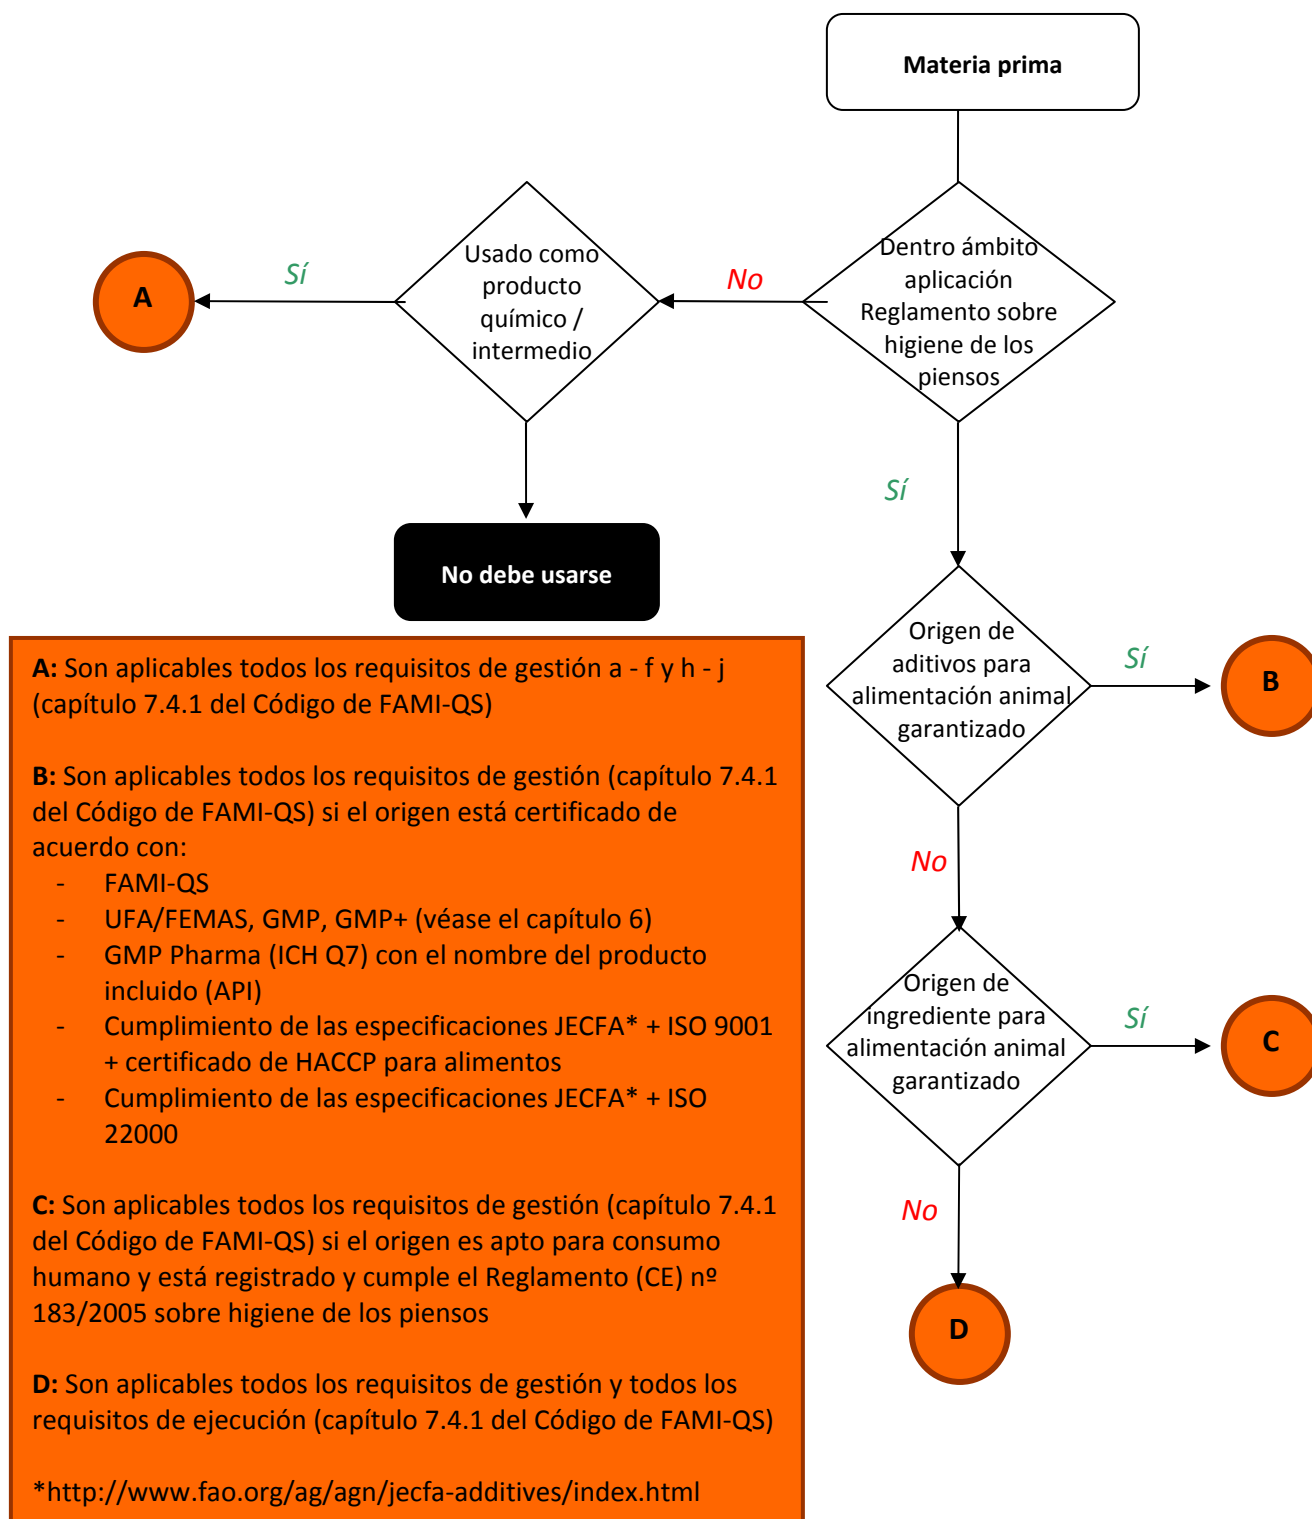 Materia prima
Dentro ámbito
aplicación
Reglamento sobre
higiene de los
piensos
No
Usado como
producto
químico /
intermedio
Sí
A
No debe usarse
Sí
Origen de
aditivos para
alimentación animal
garantizado
Sí
B
No
Origen de
ingrediente para
alimentación animal
garantizado
Sí
C
No
D
A: Son aplicables todos los requisitos de gestión a - f y h - j
(capítulo 7.4.1 del Código de FAMI-QS)
B: Son aplicables todos los requisitos de gestión (capítulo 7.4.1
del Código de FAMI-QS) si el origen está certificado de
acuerdo con:
- FAMI-QS
- UFA/FEMAS, GMP, GMP+ (véase el capítulo 6)
- GMP Pharma (ICH Q7) con el nombre del producto
incluido (API)
- Cumplimiento de las especificaciones JECFA* + ISO 9001
+ certificado de HACCP para alimentos
- Cumplimiento de las especificaciones JECFA* + ISO
22000
C: Son aplicables todos los requisitos de gestión (capítulo 7.4.1
del Código de FAMI-QS) si el origen es apto para consumo
humano y está registrado y cumple el Reglamento (CE) nº
183/2005 sobre higiene de los piensos
D: Son aplicables todos los requisitos de gestión y todos los
requisitos de ejecución (capítulo 7.4.1 del Código de FAMI-QS)
*http://www.fao.org/ag/agn/jecfa-additives/index.html